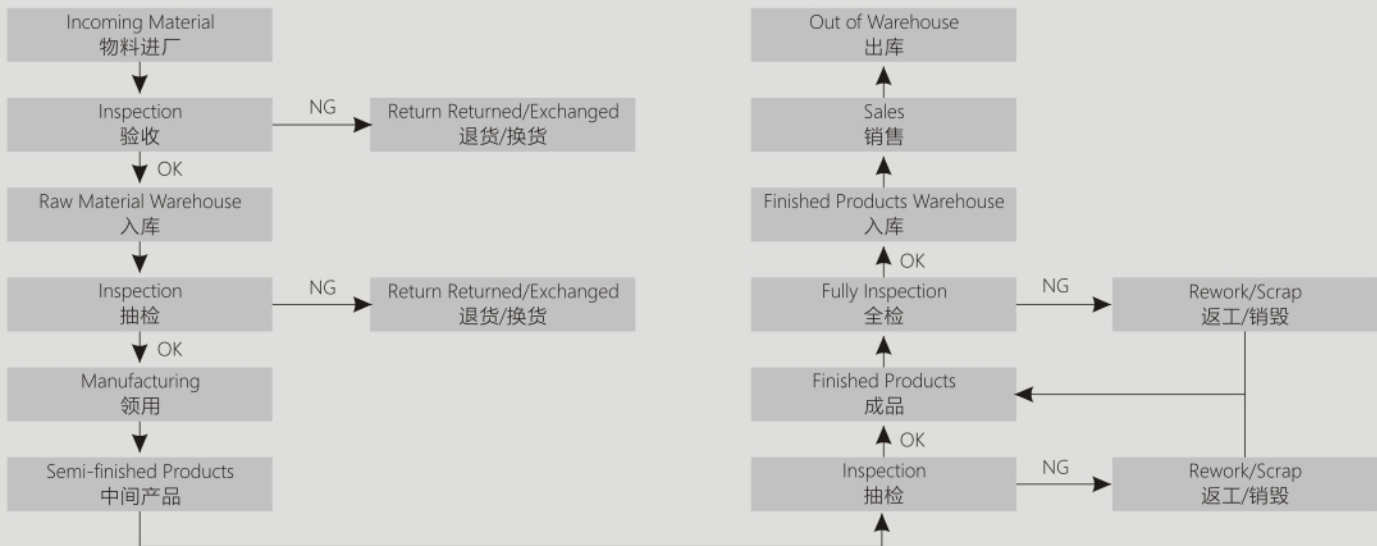 Incoming Material
物料进厂
Inspection
验收
NG
Return Returned/Exchanged
退货/换货
OK
Raw Material Warehouse
入库
Inspection
抽检
NG
Return Returned/Exchanged
退货/换货
OK
Manufacturing
领用
Semi-finished Products
中间产品
Out of Warehouse
出库
Sales
销售
Finished Products Warehouse
入库
OK
Fully Inspection
全检
NG
Rework/Scrap
返工/销毁
Finished Products
成品
OK
Inspection
抽检
NG
Rework/Scrap
返工/销毁